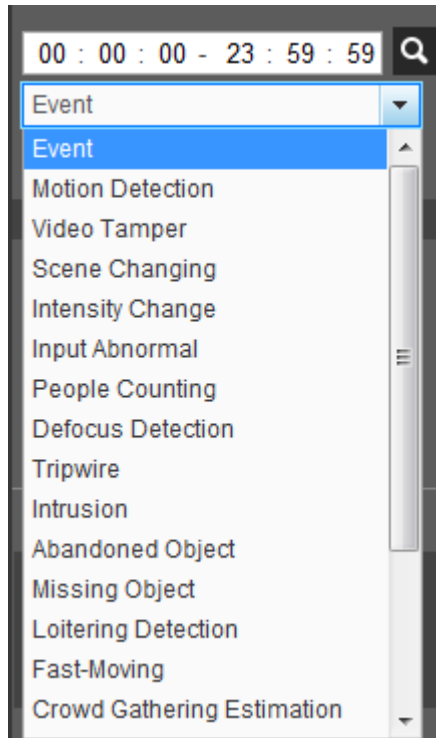 00 : 00 : 00 - 23 : 59 : 59
Event
Event
Motion Detection
Video Tamper
Scene Changing
Intensity Change
Input Abnormal
People Counting
Defocus Detection
Tripwire
Intrusion
Abandoned Object
Missing Object
Loitering Detection
Fast-Moving
Crowd Gathering Estimation